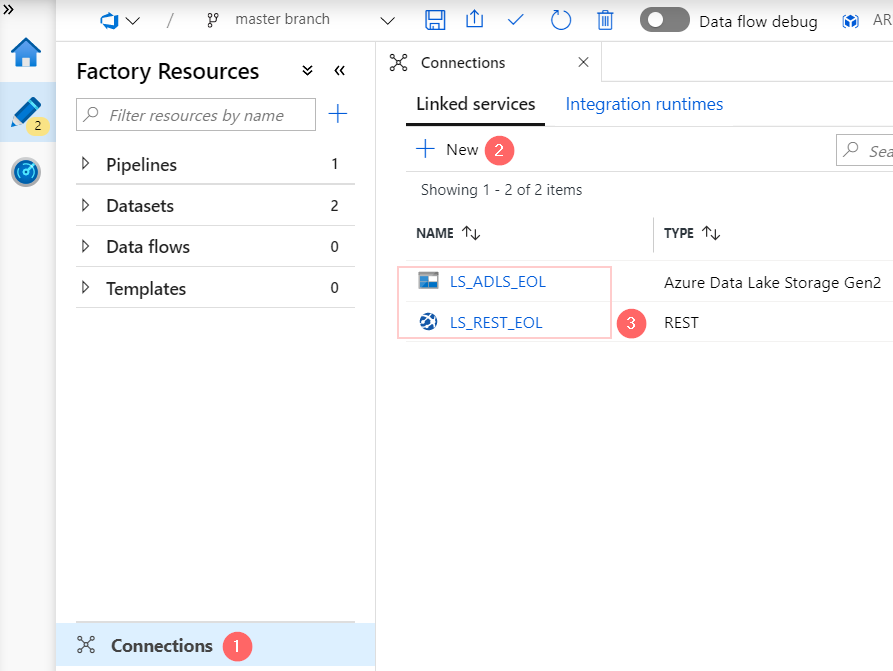 master branch
Data flow debug
AR
Factory Resources
Connections
Linked services
Integration runtimes
2
Filter resources by name
New
2
Sea
Pipelines
1
Showing 1 - 2 of 2 items
Datasets
2
NAME
TYPE
Data flows
0
LS_ADLS_EOL
Azure Data Lake Storage Gen2
Templates
0
LS_REST_EOL
3
REST
Connections
1